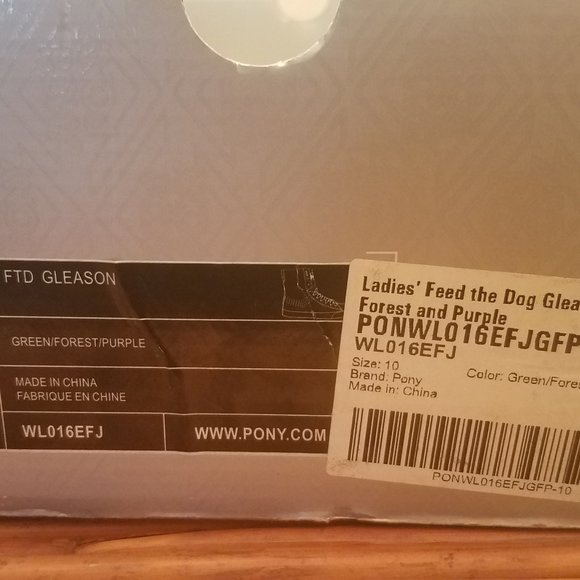 FTD GLEASON
GREEN/FOREST/PURPLE
MADE IN CHINA
FABRIQUE EN CHINE
WL016EFJ
WWW.PONY.COM
Ladies' Feed the Dog Glea
Forest and Purple
PONWL016EFJGFP
WL016EFJ
Size: 10
Color: Green/Fores
Brand: Pony
Made in: China
PONWL016EFJGFP-10